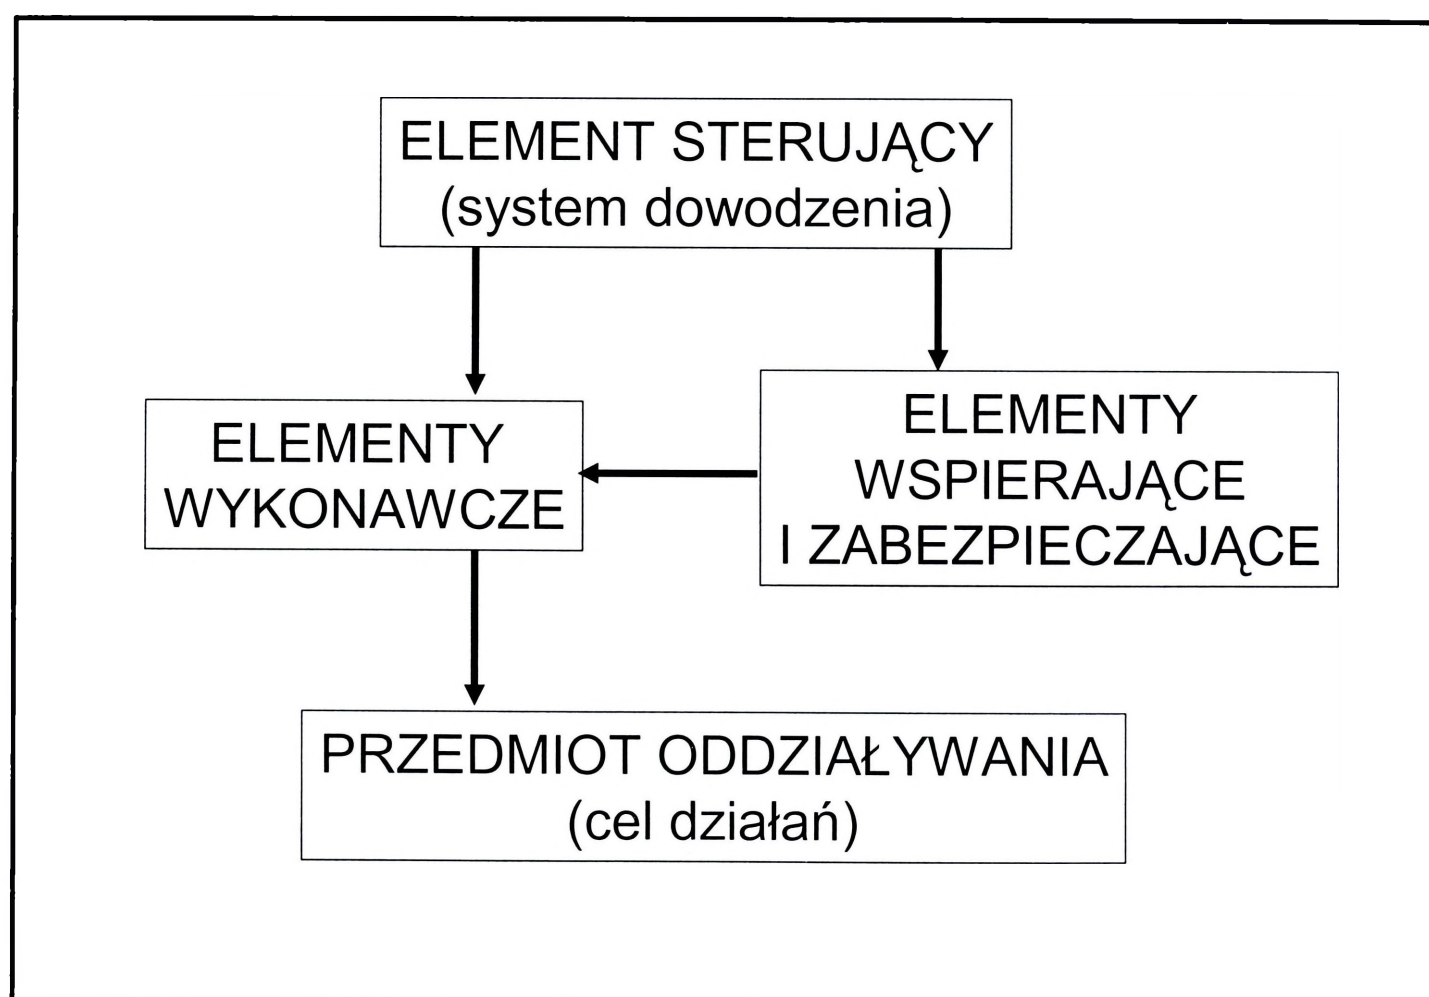 ELEMENT STERUJĄCY
(system dowodzenia)
ELEMENTY
WYKONAWCZE
ELEMENTY
WSPIERAJĄCE
I ZABEZPIECZAJĄCE
PRZEDMIOT ODDZIAŁYWANIA
(cel działań)